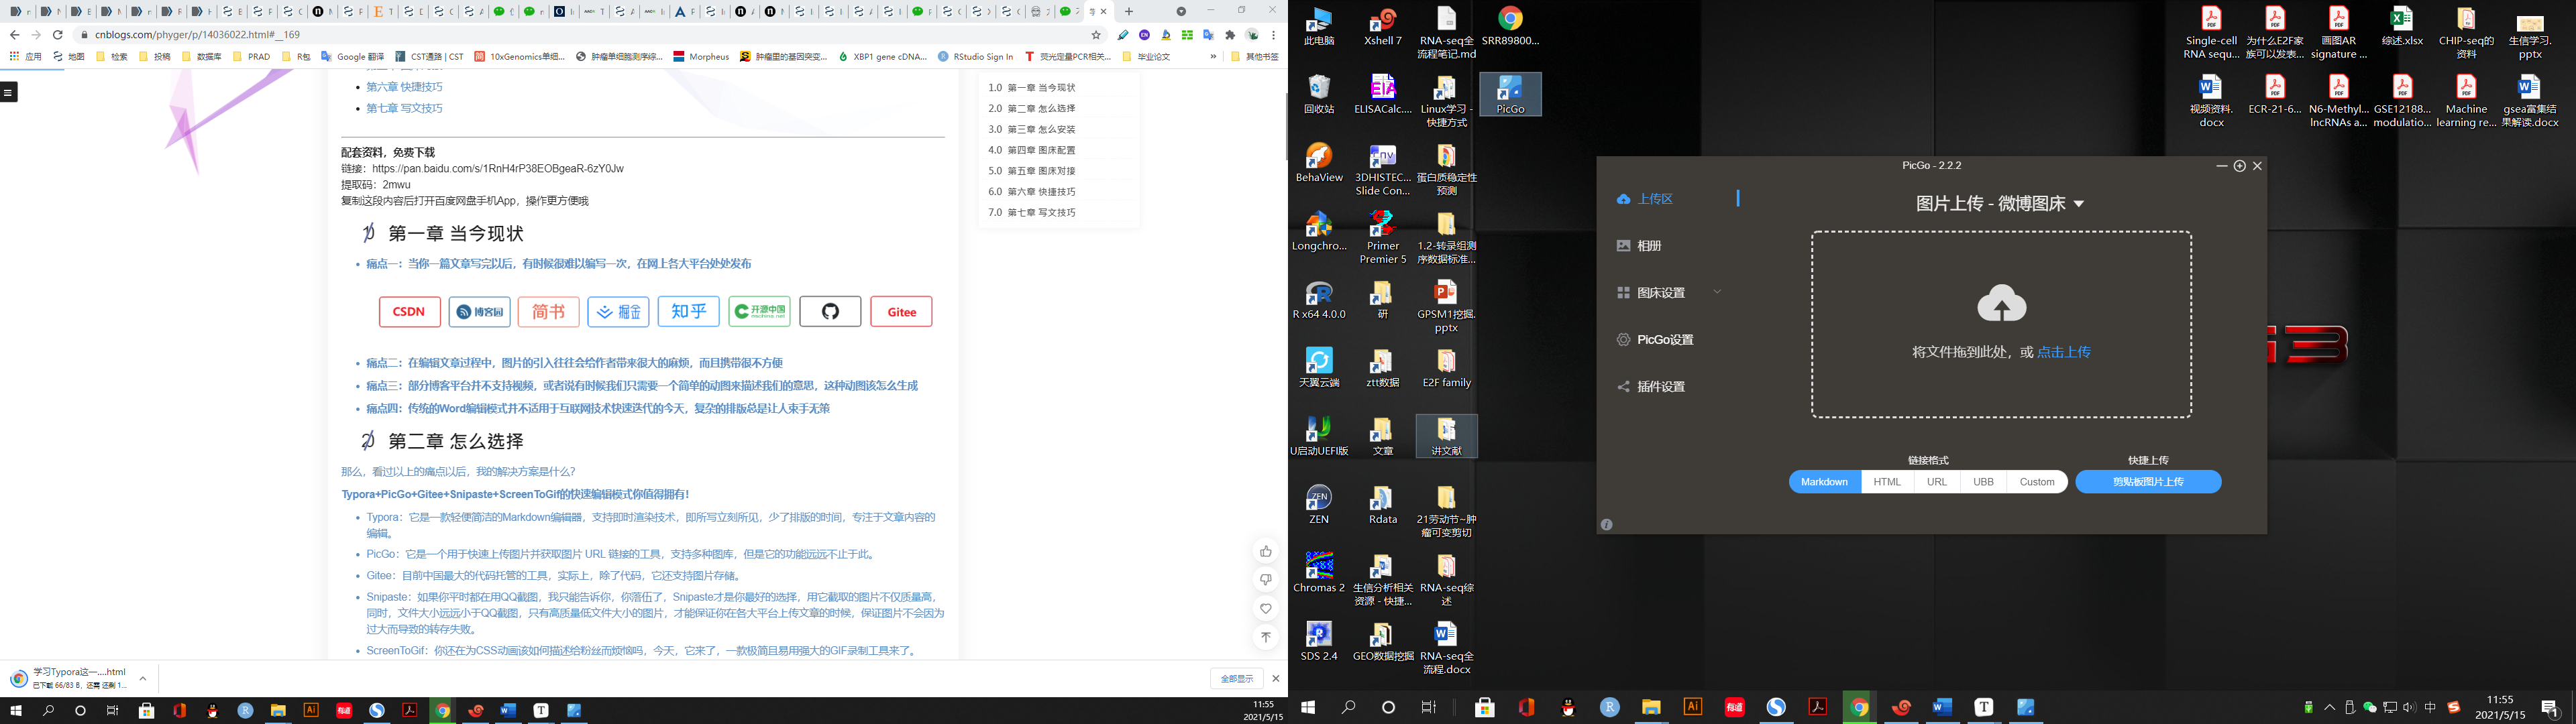 cnblogs.com/phyger/p/14036022.html#__169
应用
地图
检索
投稿
数据库
PRAD
R包
Google 翻译
CST通路 | CST
10xGenomics单细...
肿瘤单细胞测序综...
Morpheus
肿瘤里的基因突变...
XBP1 gene cDNA...
RStudio Sign In
荧光定量PCR相关...
毕业论文
»
其他书签
第六章 快捷技巧
第七章 写文技巧
配套资料，免费下载
链接：https://pan.baidu.com/s/1RnH4rP38EOBgeaR-6zY0Jw
提取码：2mwu
复制这段内容后打开百度网盘手机App，操作更方便哦
1.0 第一章 当今现状
2.0 第二章 怎么选择
3.0 第三章 怎么安装
4.0 第四章 图床配置
5.0 第五章 图床对接
6.0 第六章 快捷技巧
7.0 第七章 写文技巧
第一章 当今现状
痛点一：当你一篇文章写完以后，有时候很难以编写一次，在网上各大平台处处发布
CSDN
博客园
简书
掘金
知乎
开源中国
Gitee
痛点二：在编辑文章过程中，图片的引入往往会给作者带来很大的麻烦，而且携带很不方便
痛点三：部分博客平台并不支持视频，或者说有时候我们只需要一个简单的动图来描述我们的意思，这种动图该怎么生成
痛点四：传统的Word编辑模式并不适用于互联网技术快速迭代的今天，复杂的排版总是让人束手无策
第二章 怎么选择
那么，看过以上的痛点以后，我的解决方案是什么？
Typora+PicGo+Gitee+Snipaste+ScreenToGif的快速编辑模式你值得拥有！
Typora：它是一款轻便简洁的Markdown编辑器，支持即时渲染技术，即所写立刻所见，少了排版的时间，专注于文章内容的
编辑。
PicGo：它是一个用于快速上传图片并获取图片 URL 链接的工具，支持多种图库，但是它的功能远远不止于此。
Gitee：目前中国最大的代码托管的工具，实际上，除了代码，它还支持图片存储。
Snipaste：如果你平时都在用QQ截图，我只能告诉你，你落伍了，Snipaste才是你最好的选择，用它截取的图片不仅质量高，
同时，文件大小远远小于QQ截图，只有高质量低文件大小的图片，才能保证你在各大平台上传文章的时候，保证图片不会因为
过大而导致的转存失败。
ScreenToGif：你还在为CSS动画该如何描述给粉丝而烦恼吗，今天，它来了，一款极简且易用强大的GIF录制工具来了。
学习Typora这一....html
已下载 66/83 B，还需 还剩 1...
全部显示
11:55
2021/5/15
此电脑
Xshell 7
RNA-seq全
流程笔记.md
SRR89800...
回收站
ELISACalc....
Linux学习 -
快捷方式
PicGo
BehaView
3DHISTEC...
Slide Con...
蛋白质稳定性
预测
Longchro...
Primer
Premier 5
1.2-转录组测
序数据标准...
R x64 4.0.0
研
GPSM1挖掘.
pptx
天翼云端
ztt数据
E2F family
U启动UEFI版
文章
讲文献
ZEN
Rdata
21劳动节~肿
瘤可变剪切
Chromas 2
生信分析相关
资源 - 快捷...
RNA-seq综
述
SDS 2.4
GEO数据挖掘
RNA-seq全
流程.docx
Single-cell
RNA sequ...
为什么E2F家
族可以发表...
画图AR
signature ...
综述.xlsx
CHIP-seq的
资料
生信学习.
pptx
视频资料.
docx
ECR-21-6...
N6-Methyl...
lncRNAs a...
GSE12188...
modulatio...
Machine
learning re...
gsea富集结
果解读.docx
PicGo - 2.2.2
上传区
相册
图床设置
PicGo设置
插件设置
图片上传 - 微博图床
将文件拖到此处，或 点击上传
链接格式
快捷上传
Markdown
HTML
URL
UBB
Custom
剪贴板图片上传
中
11:55
2021/5/15